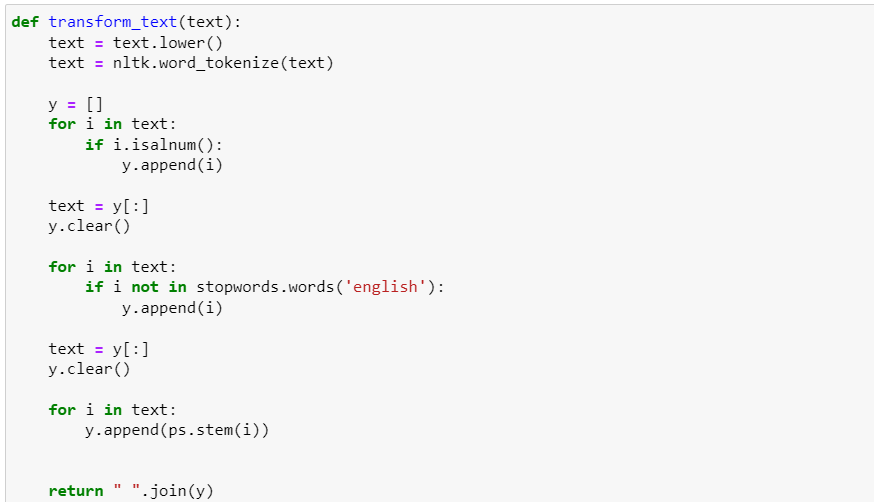 def transform_text(text):
    text = text.lower()
    text = nltk.word_tokenize(text)

    y = []
    for i in text:
        if i.isalnum():
            y.append(i)

    text = y[:]
    y.clear()

    for i in text:
        if i not in stopwords.words('english'):
            y.append(i)

    text = y[:]
    y.clear()

    for i in text:
        y.append(ps.stem(i))


    return " ".join(y)